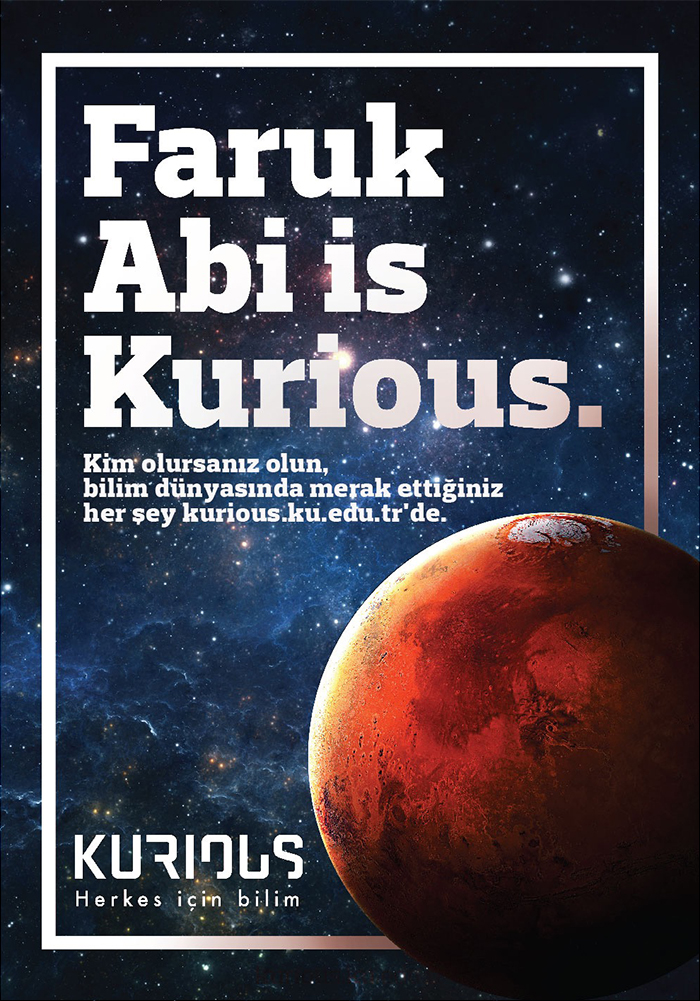 Faruk
Abi is
Kurious.
Kim olursanız olun,
bilim dünyasında merak ettiğiniz
her şey kurious.ku.edu.tr'de.
KURIOUS
Herkes için bilim